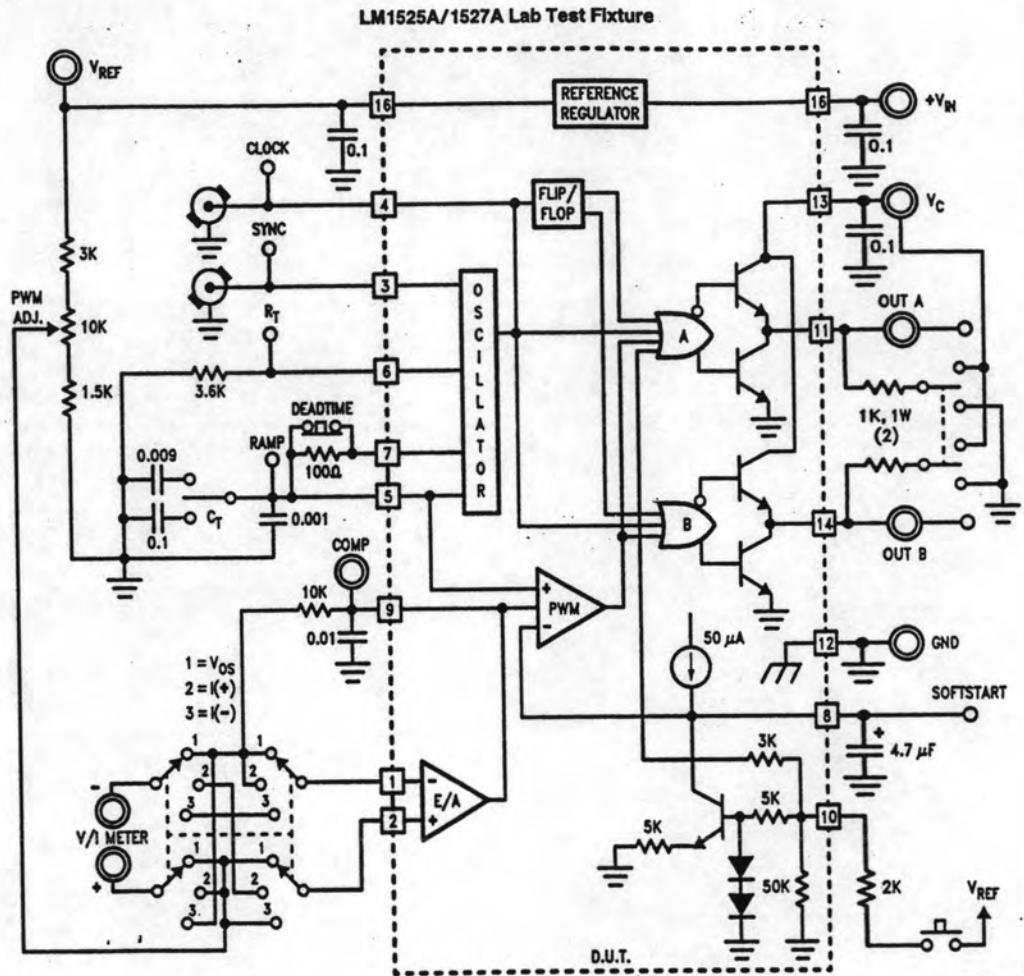 LM1525A/1527A Lab Test Fixture
VREF
16
REFERENCE
REGULATOR
16
+VIN
0.1
0.1
CLOCK
4
FLIP/
FLOP
13
VC
0.1
SYNC
3K
3
OSCILLATOR
OUT A
PWM
ADJ.
10K
RT
A
11
1.5K
3.6K
6
DEADTIME
1K, 1W
(2)
RAMP
100Ω
7
0.009
5
CT
0.001
0.1
B
14
OUT B
COMP
10K
9
+
PWM
-
0.01
50 μA
12
GND
1 = VOS
2 = I(+)
3 = I(-)
8
SOFTSTART
+
4.7 μF
3K
1
1
2
2
3
3
-
V/I METER
+
1
-
E/A
2
+
5K
10
5K
1
1
2
2
3.
3
50K
2K
VREF
D.U.T.